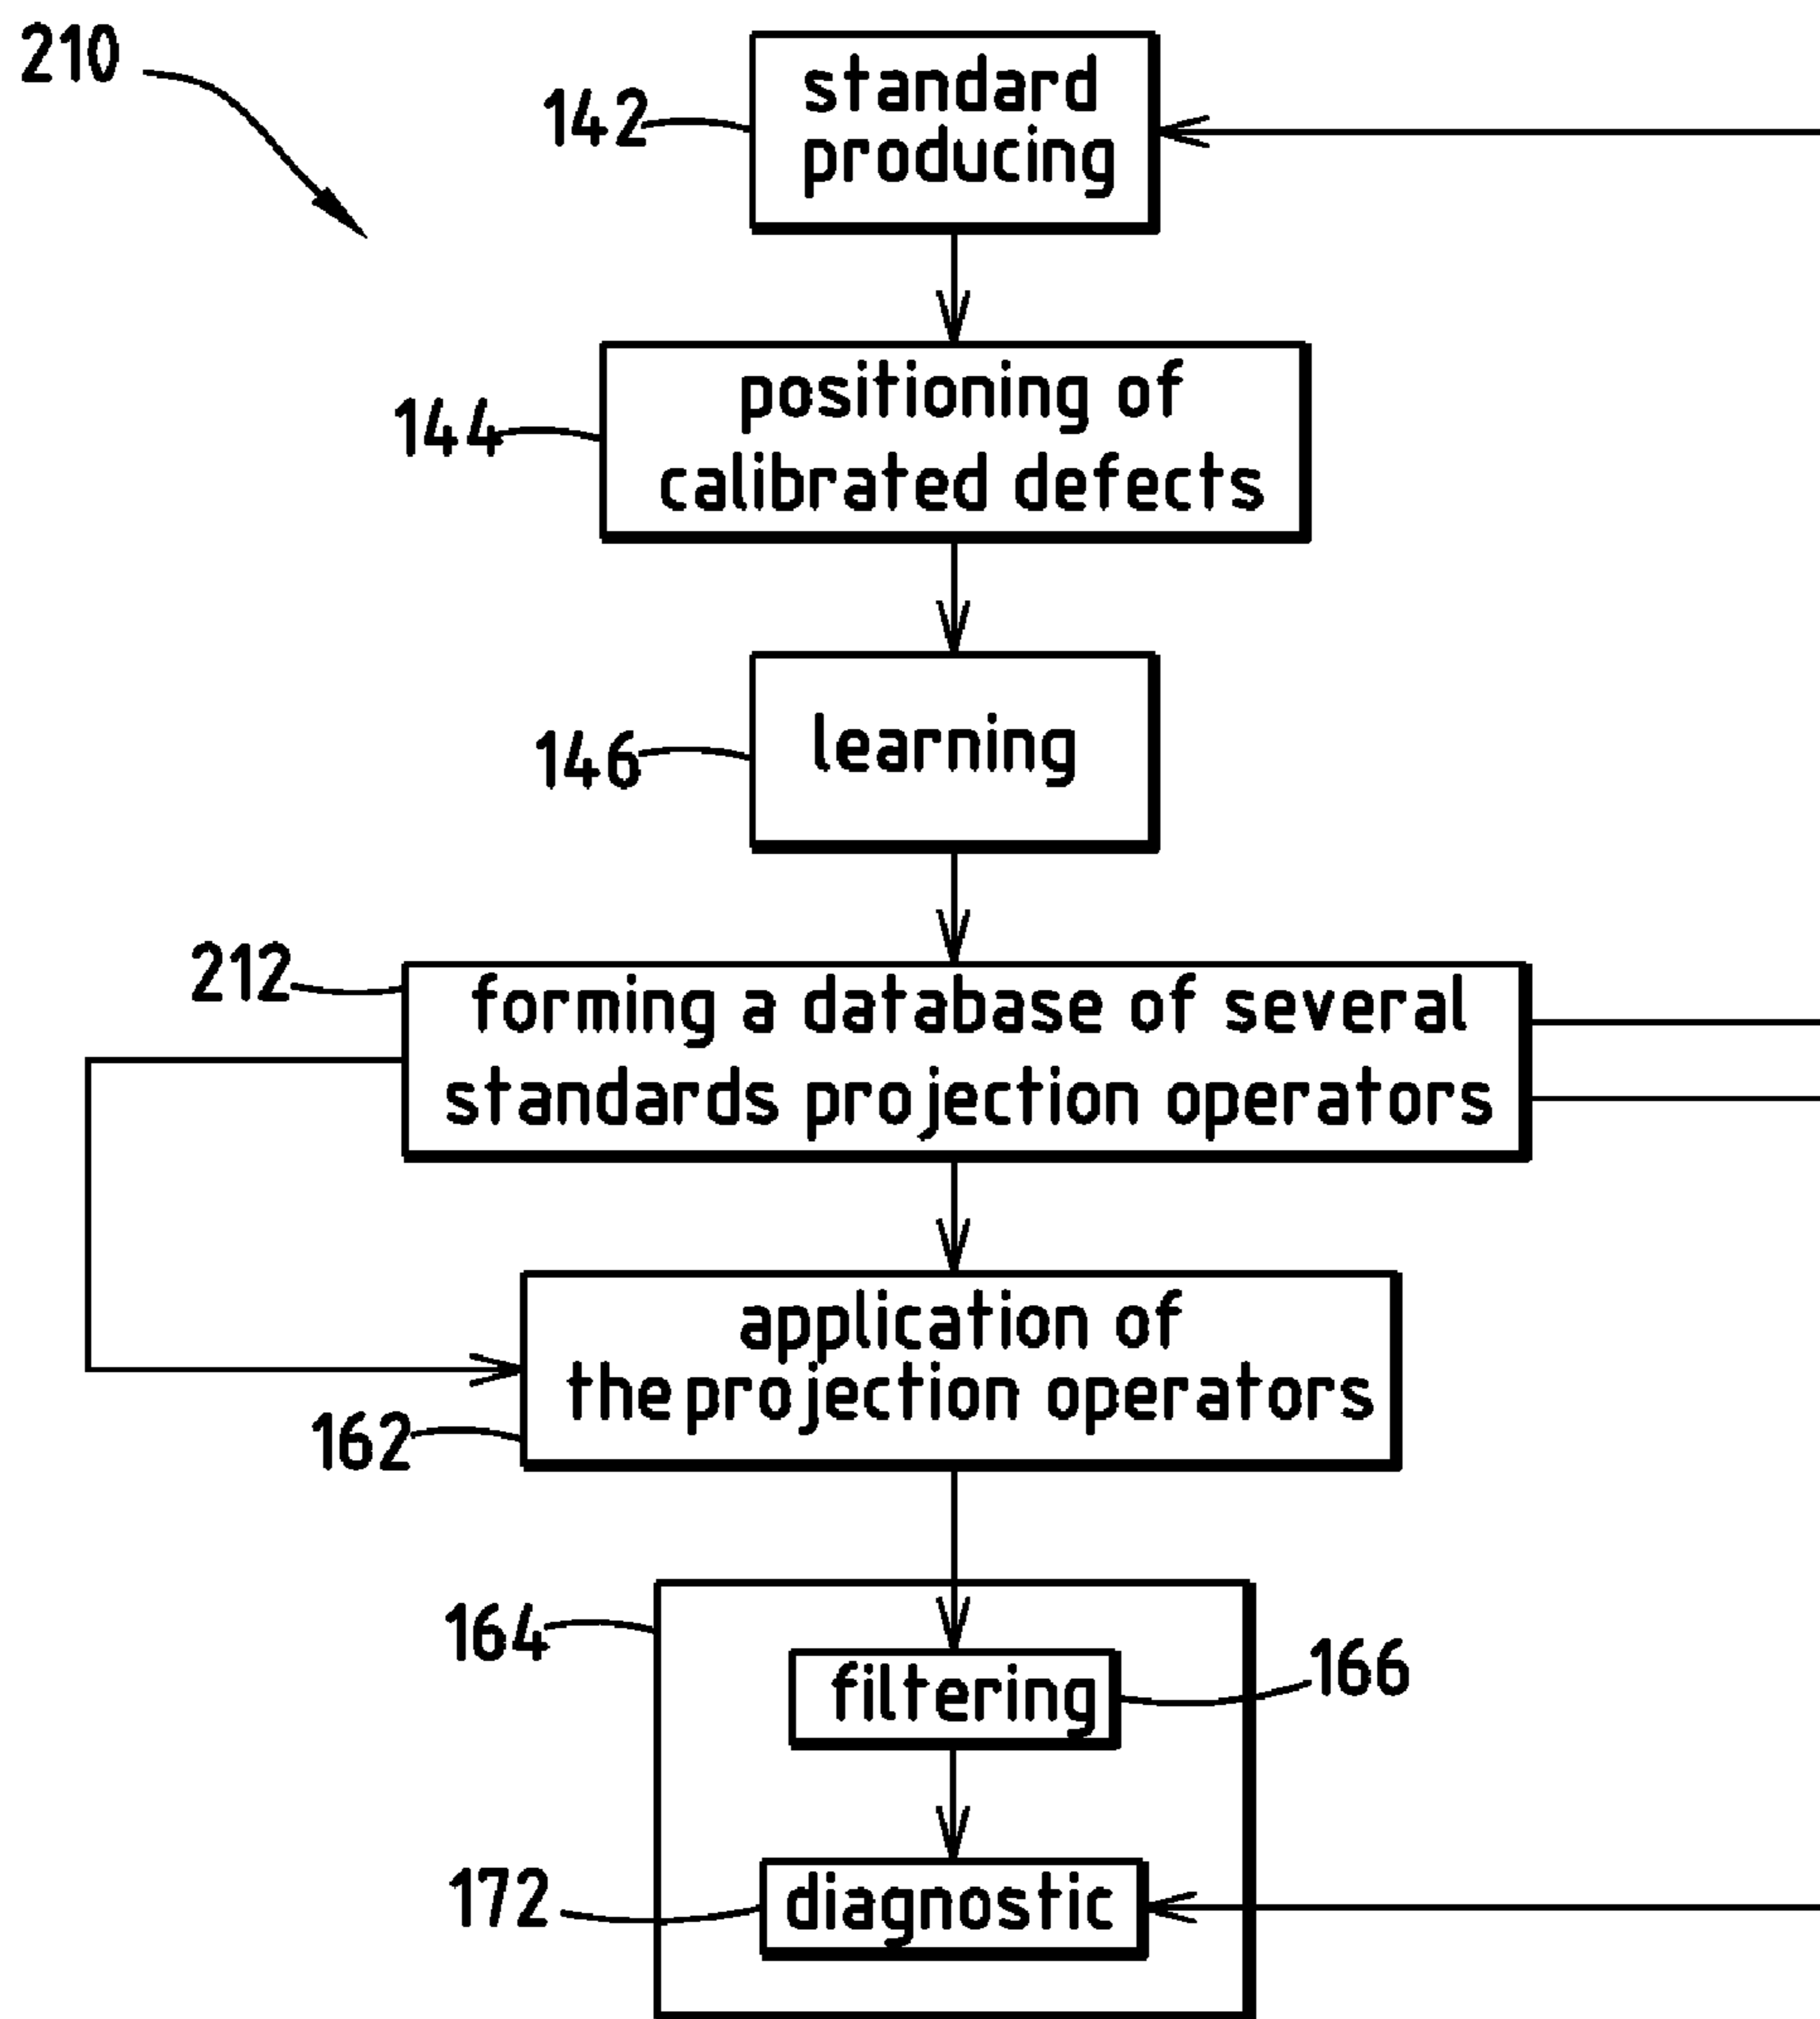 210
142
standard
producing
144
positioning of
calibrated defects
146
learning
212
forming a database of several
standards projection operators
application of
the projection operators
162
164
filtering
166
172
diagnostic